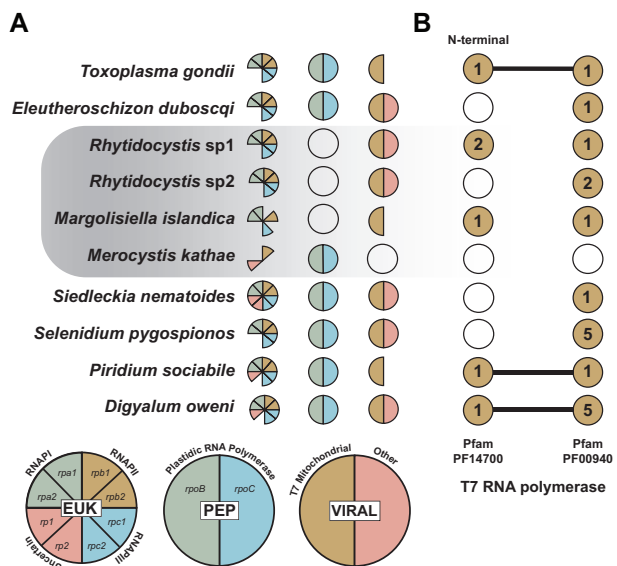 A
B
N-terminal
Toxoplasma gondii
1 1
Eleutheroschizon duboscqi
1
Rhytidocystis sp1
2 1
Rhytidocystis sp2
2
Margolisiella islandica
1 1
Merocystis kathae
Siedleckia nematoides
1
Selenidium pygospionos
5
Piridium sociabile
1 1
Digyalum oweni
1 5
Pfam
PF14700
Pfam
PF00940
T7 RNA polymerase
RNAPI
RNAPII
rpa1
rpb1
rpa2
rpb2
EUK
rp1
rpc1
rp2
rpc2
Uncertain
RNAPIII
Plastidic RNA Polymerase
rpoB
rpoC
PEP
T7 Mitochondrial
Other
VIRAL